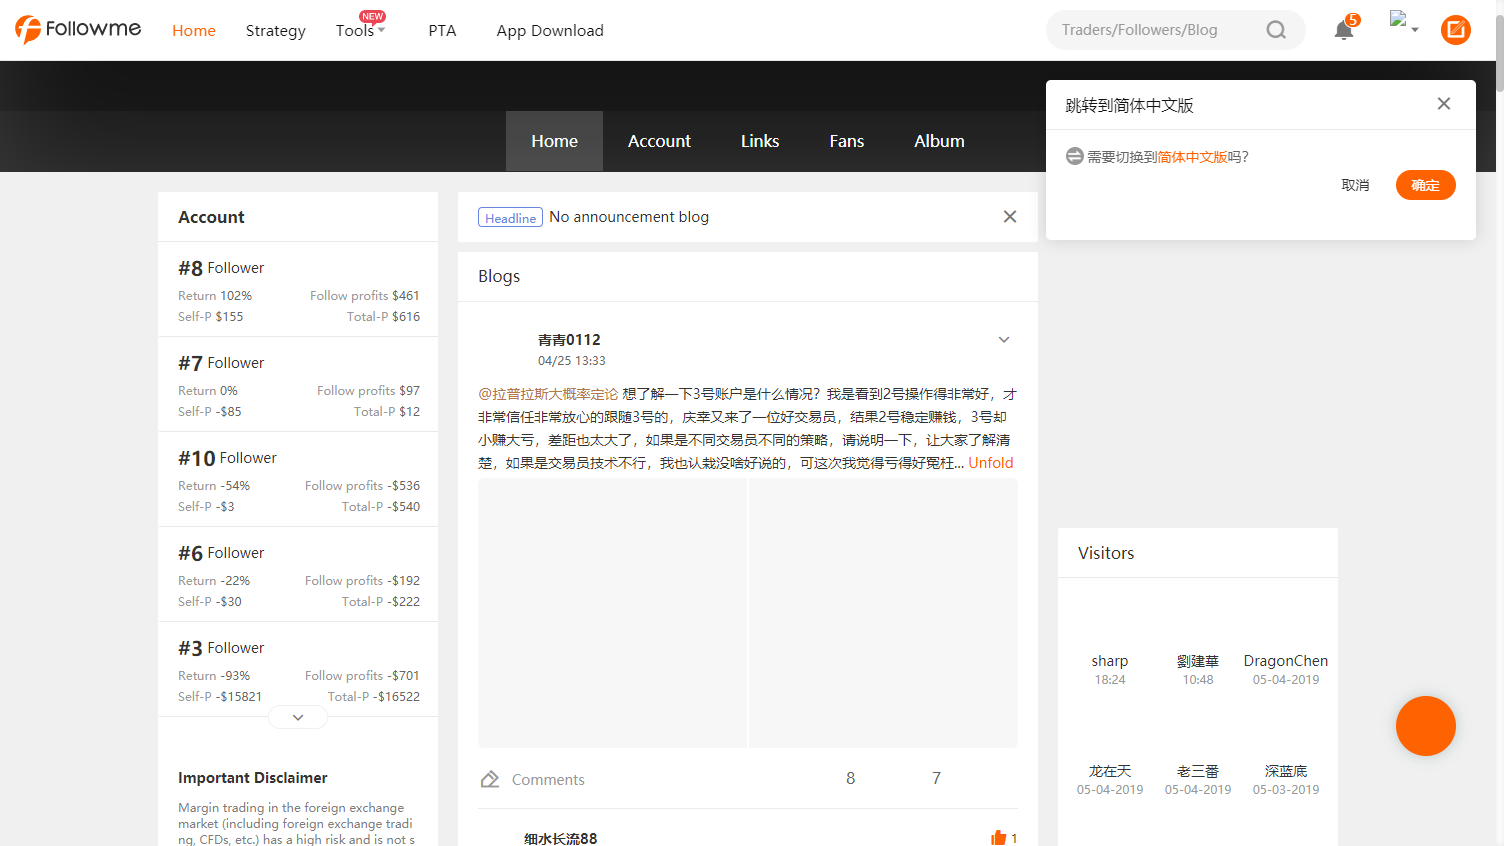 Followme
Home
Strategy
Tools
NEW
PTA
App Download
Traders/Followers/Blog
5
Home
Account
Links
Fans
Album
跳转到简体中文版
需要切换到简体中文版吗?
取消
确定
Account
#8 Follower
Return 102% Follow profits $461
Self-P $155 Total-P $616
#7 Follower
Return 0% Follow profits $97
Self-P -$85 Total-P $12
#10 Follower
Return -54% Follow profits -$536
Self-P -$3 Total-P -$540
#6 Follower
Return -22% Follow profits -$192
Self-P -$30 Total-P -$222
#3 Follower
Return -93% Follow profits -$701
Self-P -$15821 Total-P -$16522
Important Disclaimer
Margin trading in the foreign exchange
market (including foreign exchange tradi
ng, CFDs, etc.) has a high risk and is not s
Headline No announcement blog
Blogs
青青0112
04/25 13:33
@拉普拉斯大概率定论 想了解一下3号账户是什么情况？我是看到2号操作得非常好，才
非常信任非常放心的跟随3号的，庆幸又来了一位好交易员，结果2号稳定赚钱，3号却
小赚大亏，差距也太大了，如果是不同交易员不同的策略，请说明一下，让大家了解清
楚，如果是交易员技术不行，我也认栽没啥好说的，可这次我觉得亏得好冤枉... Unfold
Comments 8 7
细水长流88 1
Visitors
sharp 劉建華 DragonChen
18:24 10:48 05-04-2019
龙在天 老三番 深蓝底
05-04-2019 05-04-2019 05-03-2019